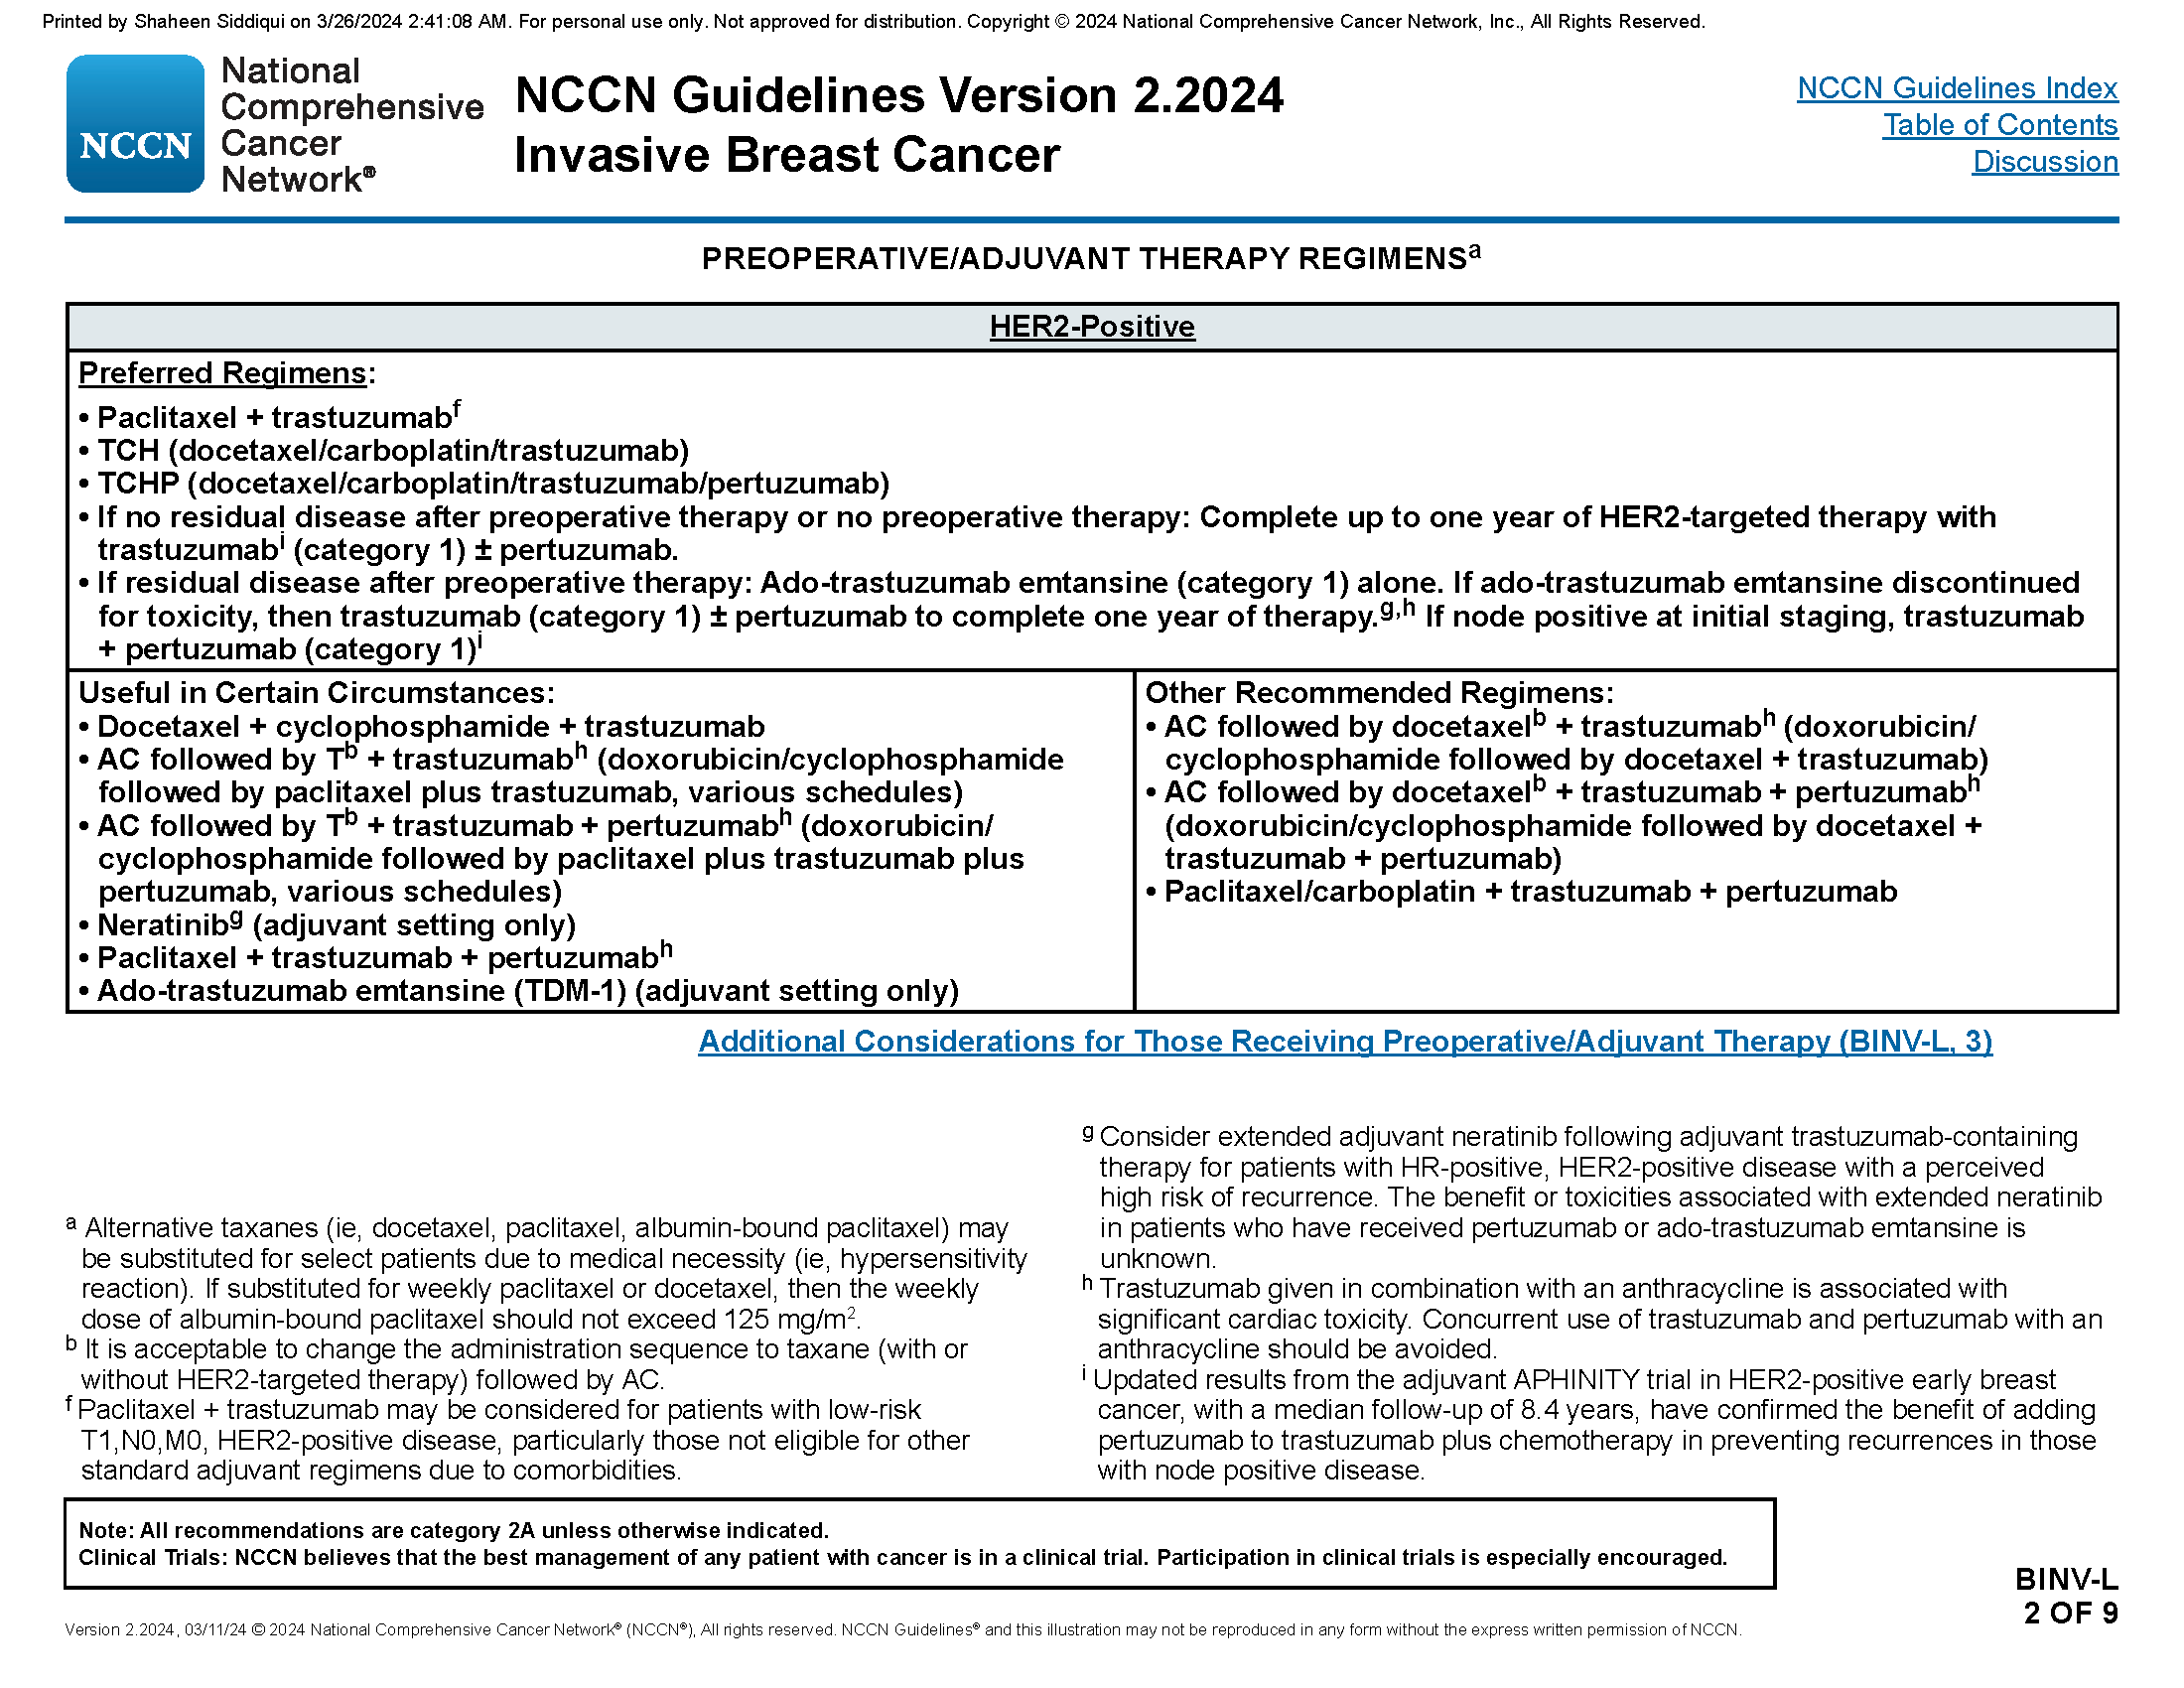 Printed by Shaheen Siddiqui on 3/26/2024 2:41:08 AM. For personal use only. Not approved for distribution. Copyright © 2024 National Comprehensive Cancer Network, Inc., All Rights Reserved.
NCCN
National
Comprehensive
Cancer
Network®
NCCN Guidelines Version 2.2024
Invasive Breast Cancer
NCCN Guidelines Index
Table of Contents
Discussion
PREOPERATIVE/ADJUVANT THERAPY REGIMENSa
HER2-Positive
Preferred Regimens:
• Paclitaxel + trastuzumabf
• TCH (docetaxel/carboplatin/trastuzumab)
• TCHP (docetaxel/carboplatin/trastuzumab/pertuzumab)
• If no residual disease after preoperative therapy or no preoperative therapy: Complete up to one year of HER2-targeted therapy with
trastuzumabi (category 1) ± pertuzumab.
• If residual disease after preoperative therapy: Ado-trastuzumab emtansine (category 1) alone. If ado-trastuzumab emtansine discontinued
for toxicity, then trastuzumab (category 1) ± pertuzumab to complete one year of therapy.g,h If node positive at initial staging, trastuzumab
+ pertuzumab (category 1)i
Useful in Certain Circumstances:
• Docetaxel + cyclophosphamide + trastuzumab
• AC followed by Tb + trastuzumabh (doxorubicin/cyclophosphamide
followed by paclitaxel plus trastuzumab, various schedules)
• AC followed by Tb + trastuzumab + pertuzumabh (doxorubicin/
cyclophosphamide followed by paclitaxel plus trastuzumab plus
pertuzumab, various schedules)
• Neratinibg (adjuvant setting only)
• Paclitaxel + trastuzumab + pertuzumabh
• Ado-trastuzumab emtansine (TDM-1) (adjuvant setting only)
Other Recommended Regimens:
• AC followed by docetaxelb + trastuzumabh (doxorubicin/
cyclophosphamide followed by docetaxel + trastuzumab)
• AC followed by docetaxelb + trastuzumab + pertuzumabh
(doxorubicin/cyclophosphamide followed by docetaxel +
trastuzumab + pertuzumab)
• Paclitaxel/carboplatin + trastuzumab + pertuzumab
Additional Considerations for Those Receiving Preoperative/Adjuvant Therapy (BINV-L, 3)
a Alternative taxanes (ie, docetaxel, paclitaxel, albumin-bound paclitaxel) may
be substituted for select patients due to medical necessity (ie, hypersensitivity
reaction). If substituted for weekly paclitaxel or docetaxel, then the weekly
dose of albumin-bound paclitaxel should not exceed 125 mg/m2.
b It is acceptable to change the administration sequence to taxane (with or
without HER2-targeted therapy) followed by AC.
f Paclitaxel + trastuzumab may be considered for patients with low-risk
T1,N0,M0, HER2-positive disease, particularly those not eligible for other
standard adjuvant regimens due to comorbidities.
g Consider extended adjuvant neratinib following adjuvant trastuzumab-containing
therapy for patients with HR-positive, HER2-positive disease with a perceived
high risk of recurrence. The benefit or toxicities associated with extended neratinib
in patients who have received pertuzumab or ado-trastuzumab emtansine is
unknown.
h Trastuzumab given in combination with an anthracycline is associated with
significant cardiac toxicity. Concurrent use of trastuzumab and pertuzumab with an
anthracycline should be avoided.
i Updated results from the adjuvant APHINITY trial in HER2-positive early breast
cancer, with a median follow-up of 8.4 years, have confirmed the benefit of adding
pertuzumab to trastuzumab plus chemotherapy in preventing recurrences in those
with node positive disease.
Note: All recommendations are category 2A unless otherwise indicated.
Clinical Trials: NCCN believes that the best management of any patient with cancer is in a clinical trial. Participation in clinical trials is especially encouraged.
BINV-L
2 OF 9
Version 2.2024, 03/11/24 © 2024 National Comprehensive Cancer Network® (NCCN®), All rights reserved. NCCN Guidelines® and this illustration may not be reproduced in any form without the express written permission of NCCN.